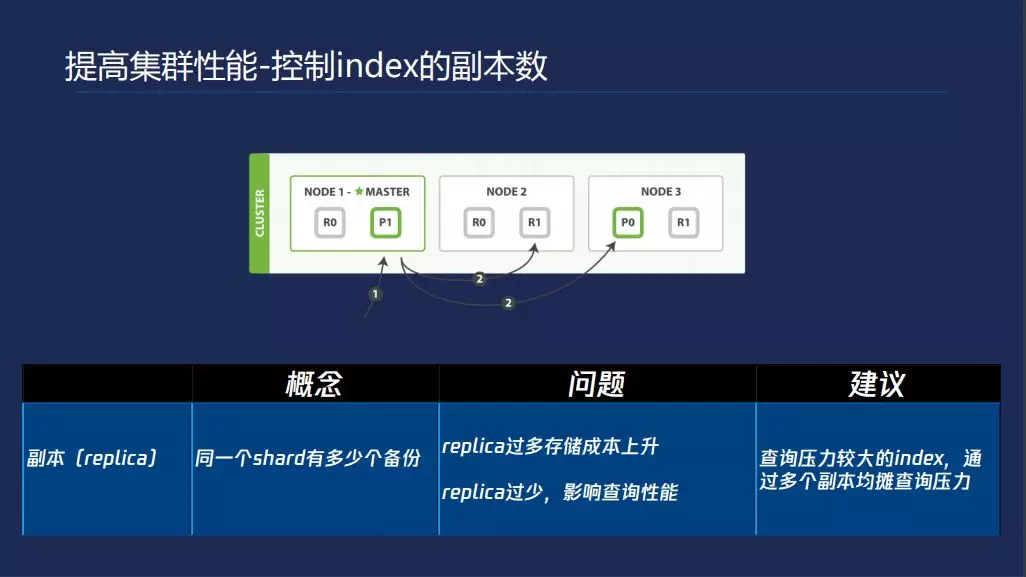 提高集群性能-控制index的副本数
CLUSTER
NODE 1 - ★MASTER
R0
P1
NODE 2
R0
R1
NODE 3
P0
R1
1
2
2
概念
问题
建议
副本（replica）
同一个shard有多少个备份
replica过多存储成本上升
replica过少，影响查询性能
查询压力较大的index，通
过多个副本均摊查询压力